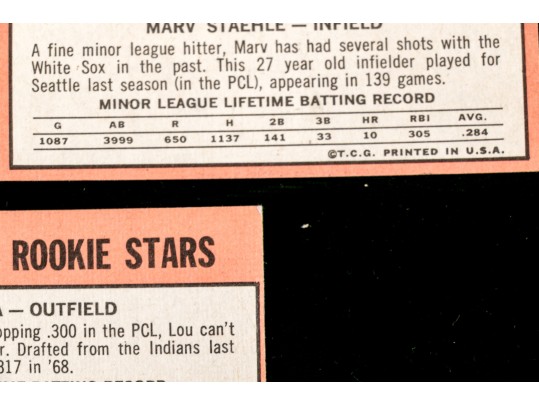 MARV STAEHLE — INFIELD
A fine minor league hitter, Marv has had several shots with the
White Sox in the past. This 27 year old infielder played for
Seattle last season (in the PCL), appearing in 139 games.
MINOR LEAGUE LIFETIME BATTING RECORD
G AB R H 2B 3B HR RBI AVG.
1087 3999 650 1137 141 33 10 305 .284
©T.C.G. PRINTED IN U.S.A.
ROOKIE STARS
— OUTFIELD
.300 in the PCL, Lou can't
Drafted from the Indians last
317 in '68.
BATTING RECORD